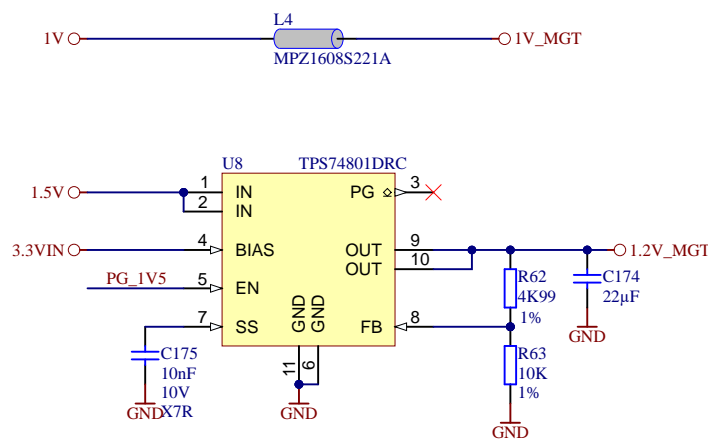 L4
1V
1V_MGT
MPZ1608S221A
U8
TPS74801DRC
1
IN
PG
3
1.5V
2
IN
3.3VIN
4
BIAS
OUT
9
1.2V_MGT
OUT
10
PG_1V5
5
EN
R62
4K99
1%
C174
22µF
GND
7
SS
GND
GND
FB
8
C175
10nF
10V
X7R
GND
11
6
GND
R63
10K
1%
GND